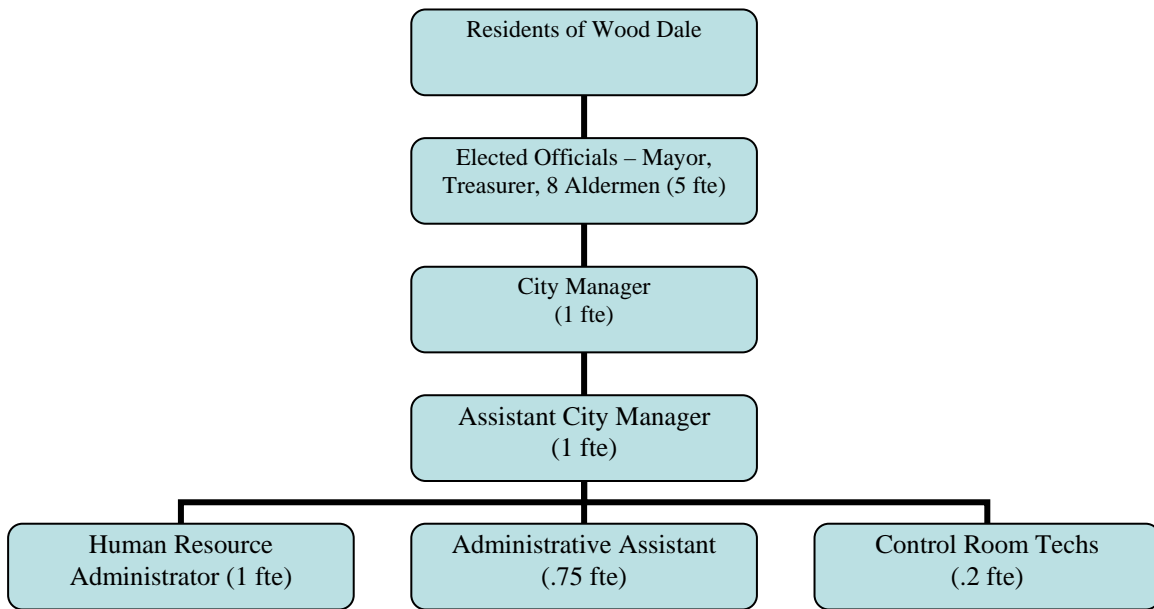 Residents of Wood Dale
Elected Officials – Mayor,
Treasurer, 8 Aldermen (5 fte)
City Manager
(1 fte)
Assistant City Manager
(1 fte)
Human Resource
Administrator (1 fte)
Administrative Assistant
(.75 fte)
Control Room Techs
(.2 fte)